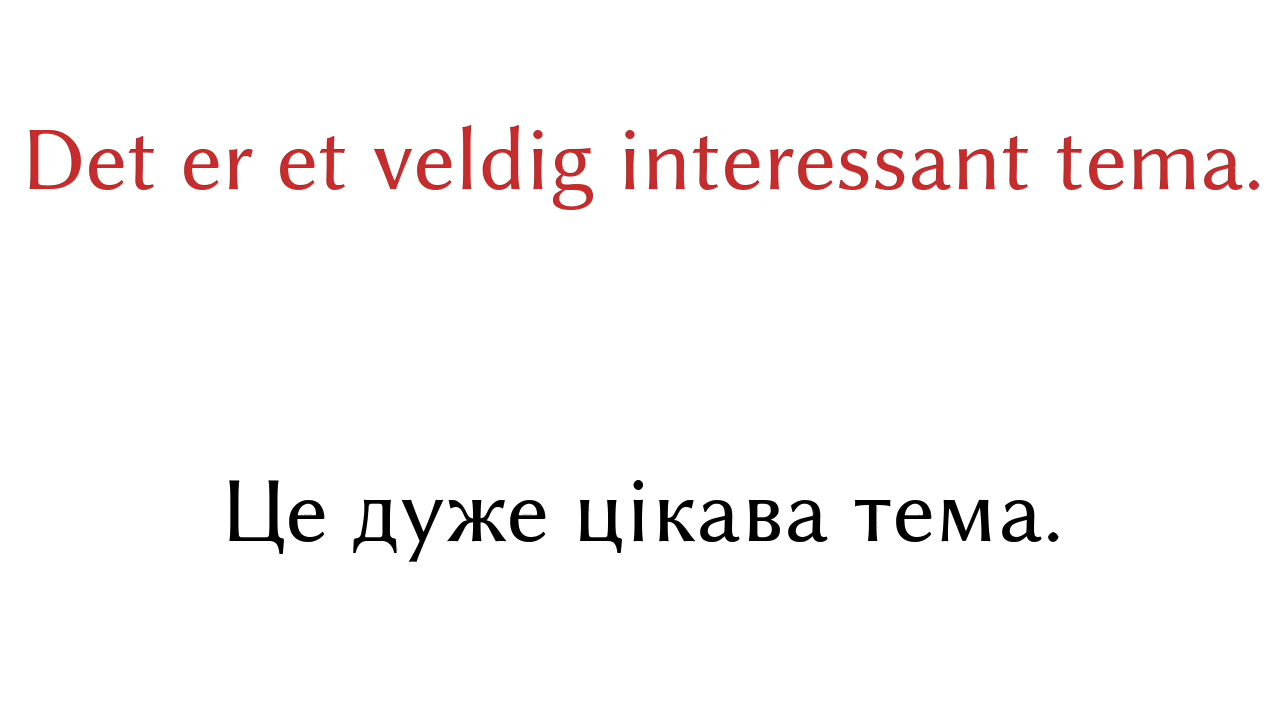 Det er et veldig interessant tema.
Це дуже цікава тема.